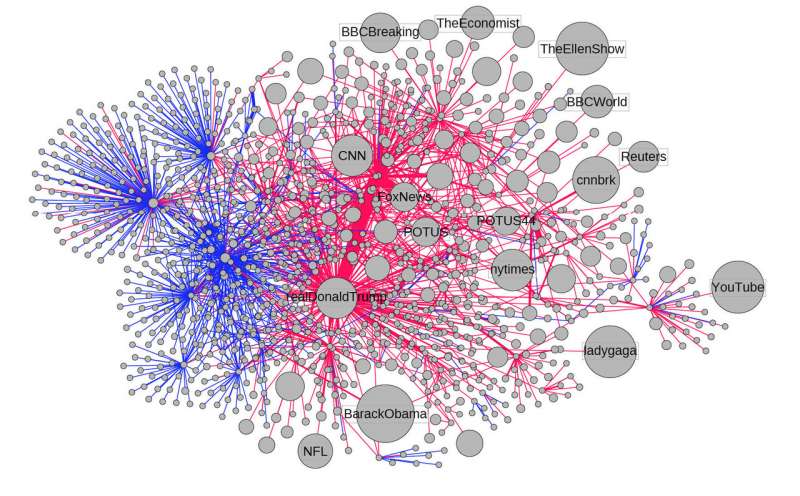 TheEconomist
BBCBreaking
TheEllenShow
BBCWorld
CNN
Reuters
cnnbrk
FoxNews
POTUS44
POTUS
nytimes
YouTube
realDonaldTrump
ladygaga
BarackObama
NFL